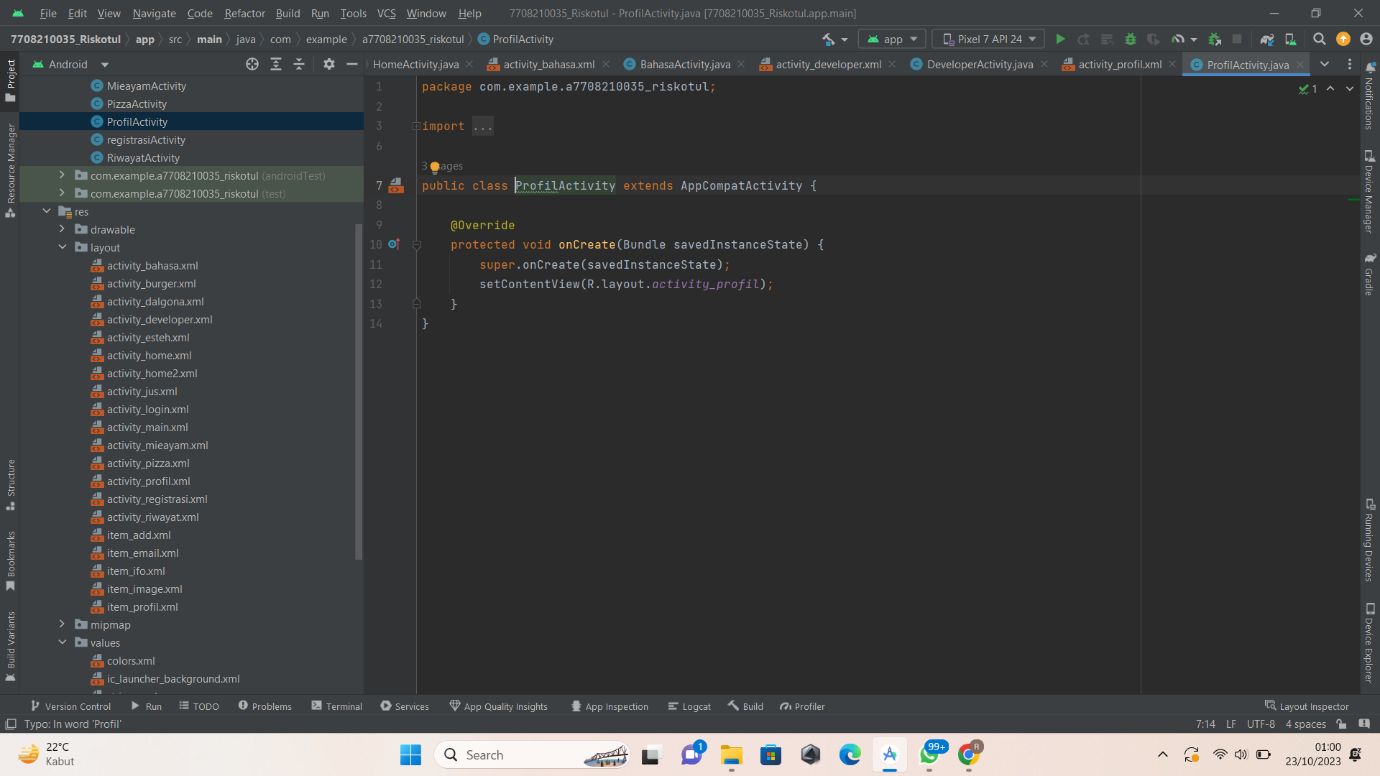 File Edit View Navigate Code Refactor Build Run Tools VCS Window Help 7708210035_Riskotul - ProfilActivity.java [7708210035_Riskotul.app.main]
7708210035_Riskotul app src main java com example a7708210035_riskotul ProfilActivity app Pixel 7 API 24
Android HomeActivity.java activity_bahasa.xml BahasaActivity.java activity_developer.xml DeveloperActivity.java activity_profil.xml ProfilActivity.java
Project
Resource Manager
Structure
Bookmarks
Build Variants
MieayamActivity
PizzaActivity
ProfilActivity
registrasiActivity
RiwayatActivity
com.example.a7708210035_riskotul (androidTest)
com.example.a7708210035_riskotul (test)
res
drawable
layout
activity_bahasa.xml
activity_burger.xml
activity_dalgona.xml
activity_developer.xml
activity_esteh.xml
activity_home.xml
activity_home2.xml
activity_jus.xml
activity_login.xml
activity_main.xml
activity_mieayam.xml
activity_pizza.xml
activity_profil.xml
activity_registrasi.xml
activity_riwayat.xml
item_add.xml
item_email.xml
item_ifo.xml
item_image.xml
item_profil.xml
mipmap
values
colors.xml
ic_launcher_background.xml
1 package com.example.a7708210035_riskotul;
2
3 import ...
6
3
7 public class ProfilActivity extends AppCompatActivity {
8
9 @Override
10 protected void onCreate(Bundle savedInstanceState) {
11 super.onCreate(savedInstanceState);
12 setContentView(R.layout.activity_profil);
13 }
14 }
1
Notifications
Device Manager
Gradle
Running Devices
Device Explorer
Version Control Run TODO Problems Terminal Services App Quality Insights App Inspection Logcat Build Profiler Layout Inspector
Typo: In word 'Profil' 7:14 LF UTF-8 4 spaces
22°C
Kabut
Search
1
99+
R
01:00
23/10/2023